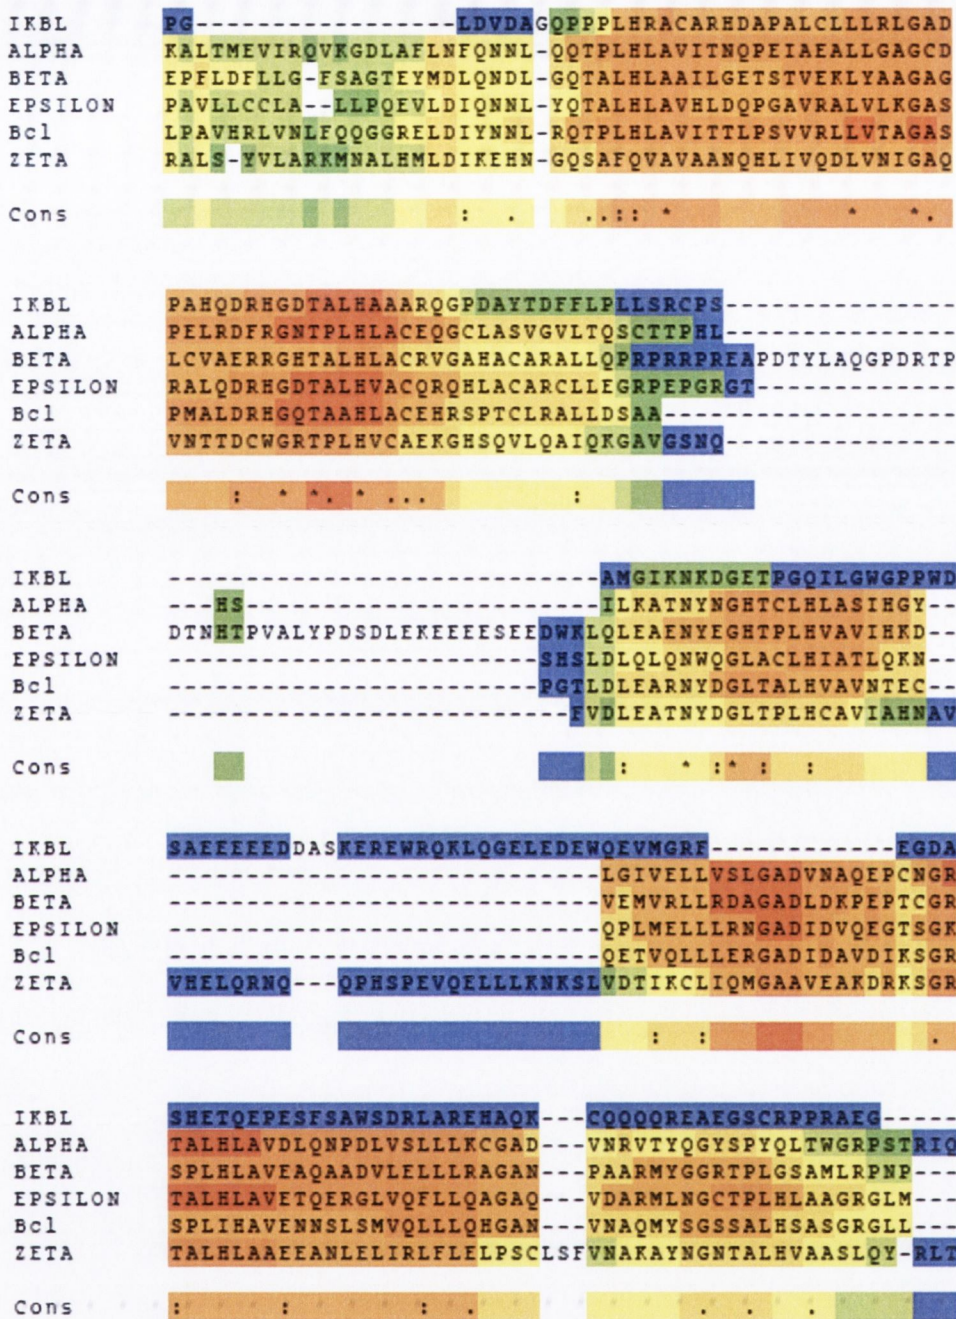 IKBL PG-----------------LDVDAGQPPPLHRACARHDAPALCLLLRLGAD
ALPHA KALTMEVIRQVKGDLAFLNFQNNL-QQTPLHLAVITNQPEIAEALLGAGCD
BETA EPFLDFLLG-FSAGTEYMDLQNDL-GQTALHLAAILGETSTVEKLYAAGAG
EPSILON PAVLLCCLA--LLPQEVLDIQNNL-YQTALHLAVHLDQPGAVRALVLKGAS
Bcl LPAVHRLVNLFQQGGRELDIYNNL-RQTPLHLAVITTLPSVVRLLVTAGAS
ZETA RALS-YVLARKMNALHMLDIKEHN-GQSAFQVAVAANQHLIVQDLVNIGAQ
Cons : . ..:: * * *.
IKBL PAHQDRHGDTALHAAARQGPDAYTDFFLPLLSRCPS---------------
ALPHA PELRDFRGNTPLHLACEQGCLASVGVLTQSCTTPHL---------------
BETA LCVAERRGHTALHLACRVGAHACARALLQPRPRRPREAPDTYLAQGPDRTP
EPSILON RALQDRHGDTALHVACQRQHLACARCLLEGRPEPGRGT-------------
Bcl PMALDRHGQTAAHLACEHRSPTCLRALLDSAA-------------------
ZETA VNTTDCWGRTPLHVCAEKGHSQVLQAIQKGAVGSNQ---------------
Cons : * *. * ... :
IKBL ----------------------------AMGIKNKDGETPGQILGWGPPWD
ALPHA ---HS-----------------------ILKATNYNGHTCLHLASIHGY--
BETA DTNHTPVALYPDSDLEKEEEESEEDWKLQLEAENYEGHTPLHVAVIHKD--
EPSILON ------------------------SHSLDLQLQNWQGLACLHIATLQKN--
Bcl ------------------------PGTLDLEARNYDGLTALHVAVNTEC--
ZETA --------------------------FVDLEATNYDGLTPLHCAVIAHNAV
Cons : * :* : :
IKBL SAEEEEEDDASKEREWRQKLQGELEDEWQEVMGRF------------EGDA
ALPHA ----------------------------LGIVELLVSLGADVNAQEPCNGR
BETA ----------------------------VEMVRLLRDAGADLDKPEPTCGR
EPSILON ----------------------------QPLMELLLRNGADIDVQEGTSGK
Bcl ----------------------------QETVQLLLERGADIDAVDIKSGR
ZETA VHELQRNQ---QPHSPEVQELLLKNKSLVDTIKCLIQMGAAVEAKDRKSGR
Cons : : .
IKBL SHETQEPESFSAWSDRLAREHAQK---CQQQQREAEGSCRPPRAEG-----
ALPHA TALHLAVDLQNPDLVSLLLKCGAD---VNRVTYQGYSPYQLTWGRPSTRIQ
BETA SPLHLAVEAQAADVLELLLRAGAN---PAARMYGGRTPLGSAMLRPNP---
EPSILON TALHLAVETQERGLVQFLLQAGAQ---VDARMLNGCTPLHLAAGRGLM---
Bcl SPLIHAVENNSLSMVQLLLQHGAN---VNAQMYSGSSALHSASGRGLL---
ZETA TALHLAAEEANLELIRLFLELPSCLSFVNAKAYNGNTALHVAASLQY-RLT
Cons : : : . . . .